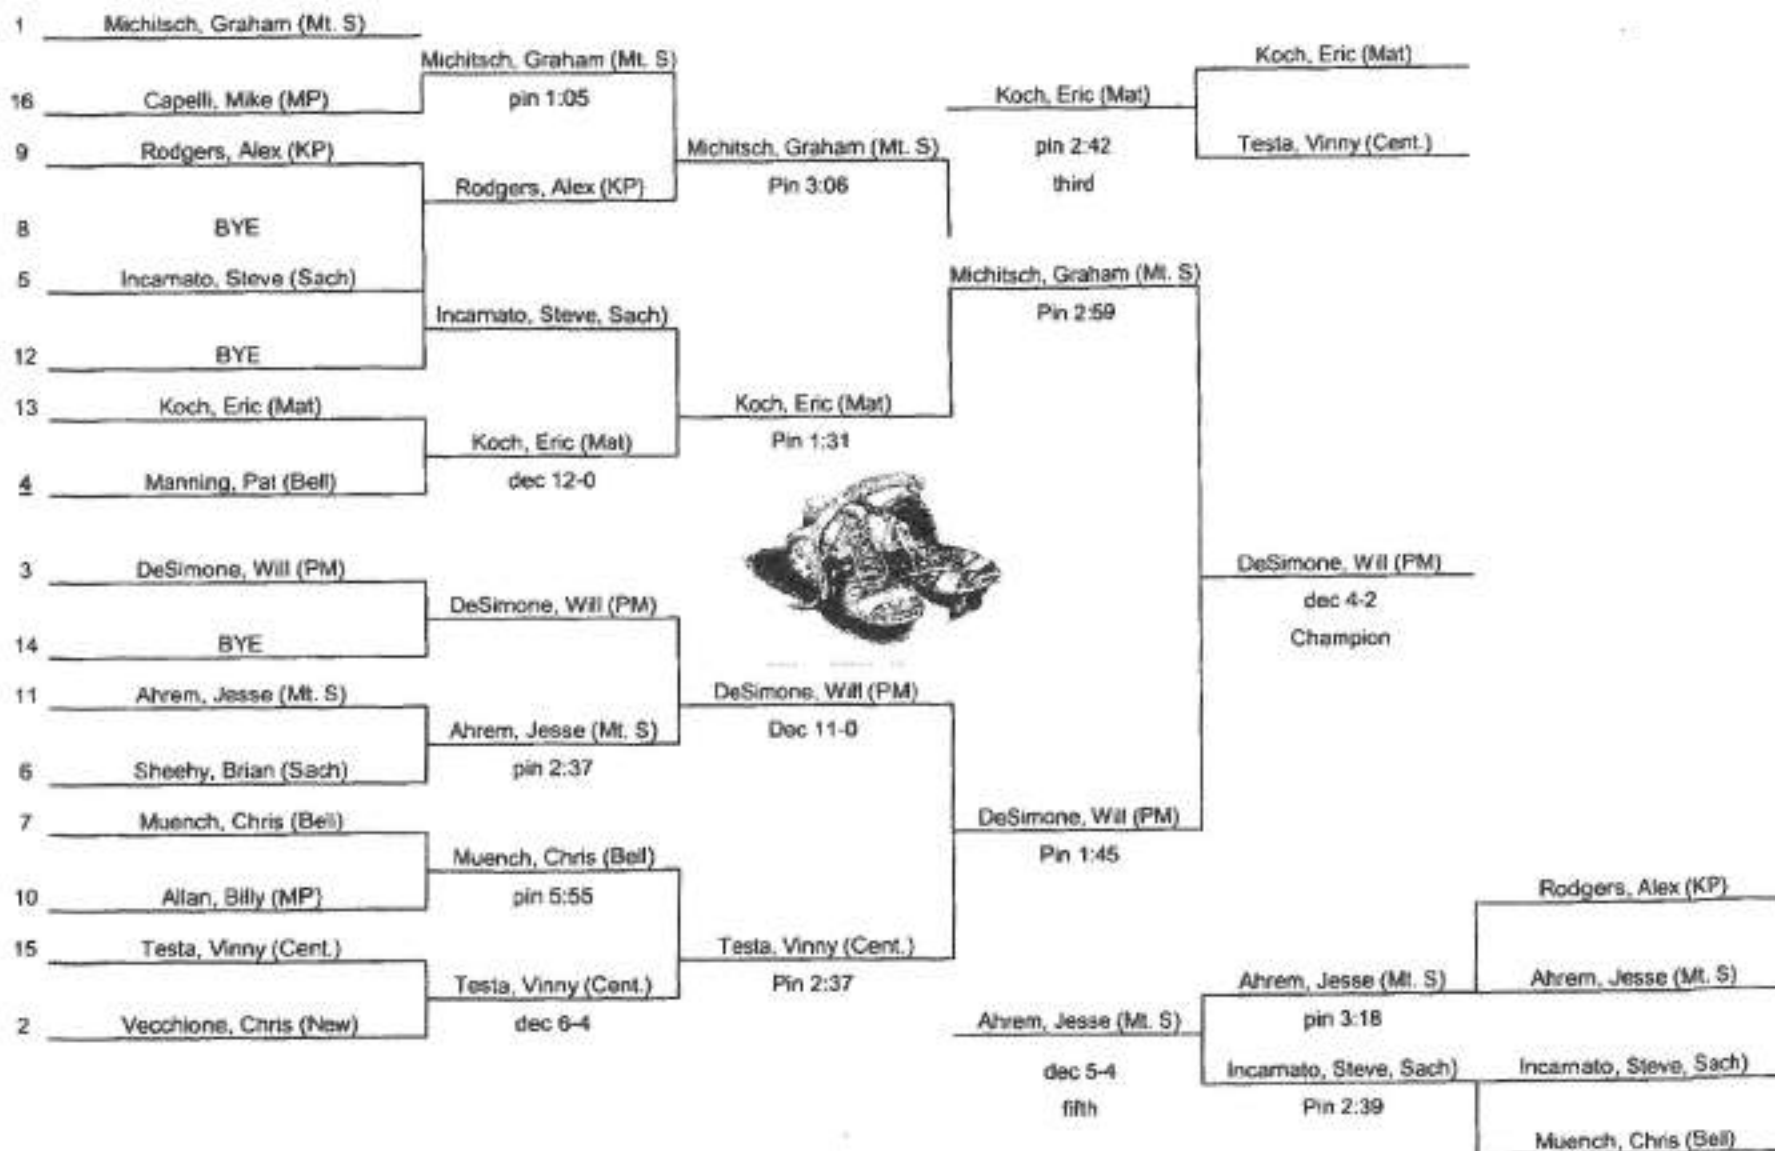 1 Michitsch, Graham (Mt. S)
16 Capelli, Mike (MP)
9 Rodgers, Alex (KP)
8 BYE
5 Incarnato, Steve (Sach)
12 BYE
13 Koch, Eric (Mat)
4 Manning, Pat (Bell)
3 DeSimone, Will (PM)
14 BYE
11 Ahrem, Jesse (Mt. S)
6 Sheehy, Brian (Sach)
7 Muench, Chris (Bell)
10 Allan, Billy (MP)
15 Testa, Vinny (Cent.)
2 Vecchione, Chris (New)
Michitsch, Graham (Mt. S)
pin 1:05
Rodgers, Alex (KP)
Incarnato, Steve, Sach)
Koch, Eric (Mat)
dec 12-0
DeSimone, Will (PM)
Ahrem, Jesse (Mt. S)
pin 2:37
Muench, Chris (Bell)
pin 5:55
Testa, Vinny (Cent.)
dec 6-4
Michitsch, Graham (Mt. S)
Pin 3:06
Koch, Eric (Mat)
Pin 1:31
DeSimone, Will (PM)
Dec 11-0
Testa, Vinny (Cent.)
Pin 2:37
Michitsch, Graham (Mt. S)
Pin 2:59
DeSimone, Will (PM)
Pin 1:45
DeSimone, Will (PM)
dec 4-2
Champion
Koch, Eric (Mat)
pin 2:42
third
Koch, Eric (Mat)
Testa, Vinny (Cent.)
Ahrem, Jesse (Mt. S)
dec 5-4
fifth
Ahrem, Jesse (Mt. S)
pin 3:18
Incarnato, Steve, Sach)
Pin 2:39
Rodgers, Alex (KP)
Ahrem, Jesse (Mt. S)
Incarnato, Steve, Sach)
Muench, Chris (Bell)